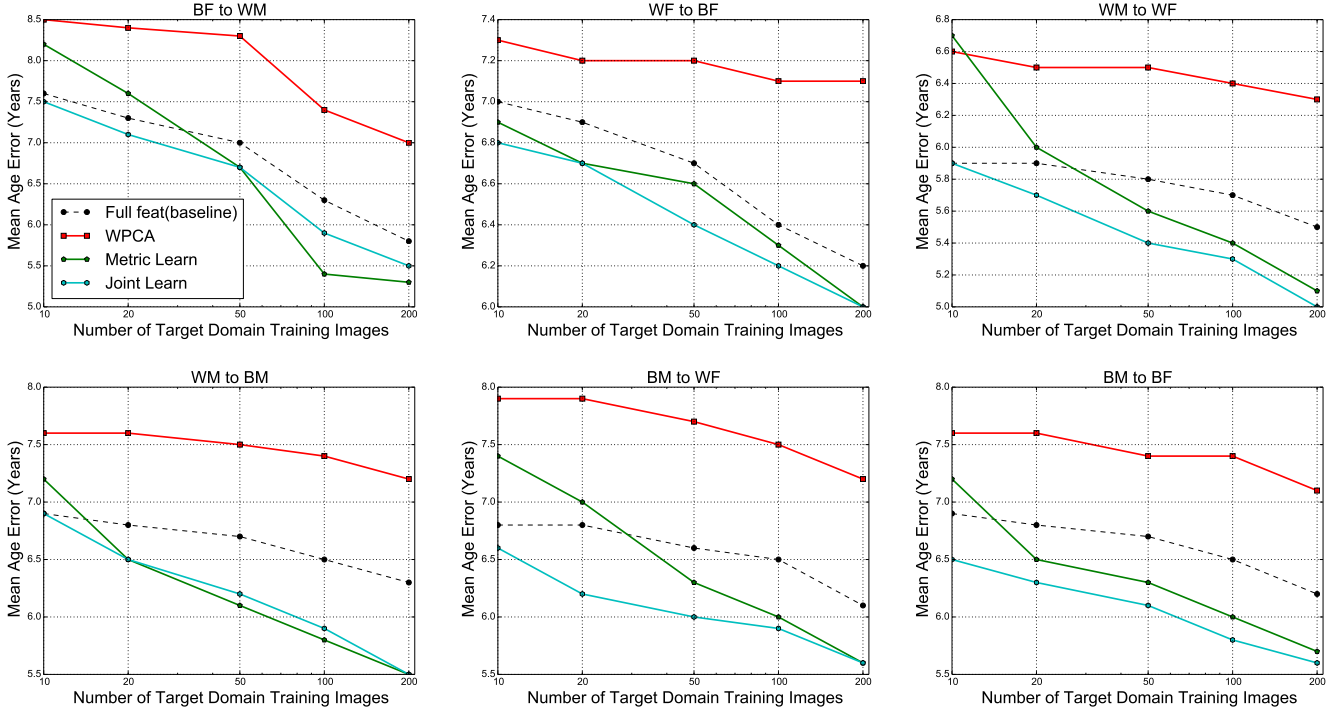 BF to WM
8.5
8.0
7.5
7.0
6.5
6.0
5.5
5.0
Mean Age Error (Years)
Full feat(baseline)
WPCA
Metric Learn
Joint Learn
10 20 50 100 200
Number of Target Domain Training Images
WF to BF
7.4
7.2
7.0
6.8
6.6
6.4
6.2
6.0
Mean Age Error (Years)
10 20 50 100 200
Number of Target Domain Training Images
WM to WF
6.8
6.6
6.4
6.2
6.0
5.8
5.6
5.4
5.2
5.0
Mean Age Error (Years)
10 20 50 100 200
Number of Target Domain Training Images
WM to BM
8.0
7.5
7.0
6.5
6.0
5.5
Mean Age Error (Years)
10 20 50 100 200
Number of Target Domain Training Images
BM to WF
8.0
7.5
7.0
6.5
6.0
5.5
Mean Age Error (Years)
10 20 50 100 200
Number of Target Domain Training Images
BM to BF
8.0
7.5
7.0
6.5
6.0
5.5
Mean Age Error (Years)
10 20 50 100 200
Number of Target Domain Training Images